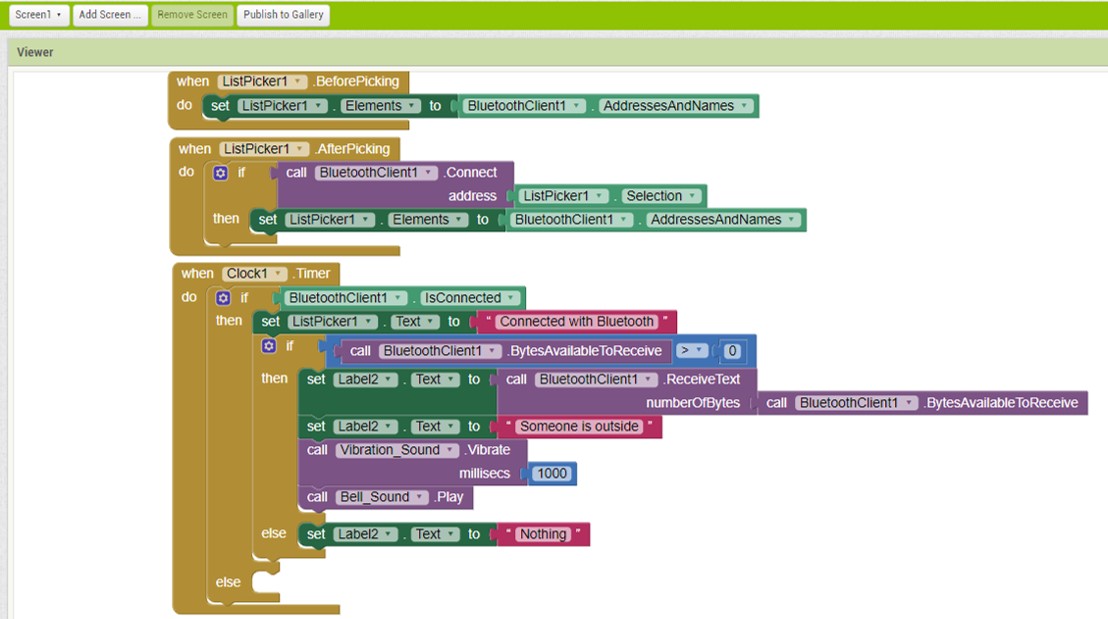 Screen1 Add Screen ... Remove Screen Publish to Gallery
Viewer
when ListPicker1 .BeforePicking
do set ListPicker1 . Elements to BluetoothClient1 . AddressesAndNames
when ListPicker1 .AfterPicking
do if call BluetoothClient1 .Connect
address ListPicker1 . Selection
then set ListPicker1 . Elements to BluetoothClient1 . AddressesAndNames
when Clock1 .Timer
do if BluetoothClient1 . IsConnected
then set ListPicker1 . Text to " Connected with Bluetooth "
if call BluetoothClient1 .BytesAvailableToReceive > 0
then set Label2 . Text to call BluetoothClient1 .ReceiveText
numberOfBytes call BluetoothClient1 .BytesAvailableToReceive
set Label2 . Text to " Someone is outside "
call Vibration_Sound .Vibrate
millisecs 1000
call Bell_Sound .Play
else set Label2 . Text to " Nothing "
else